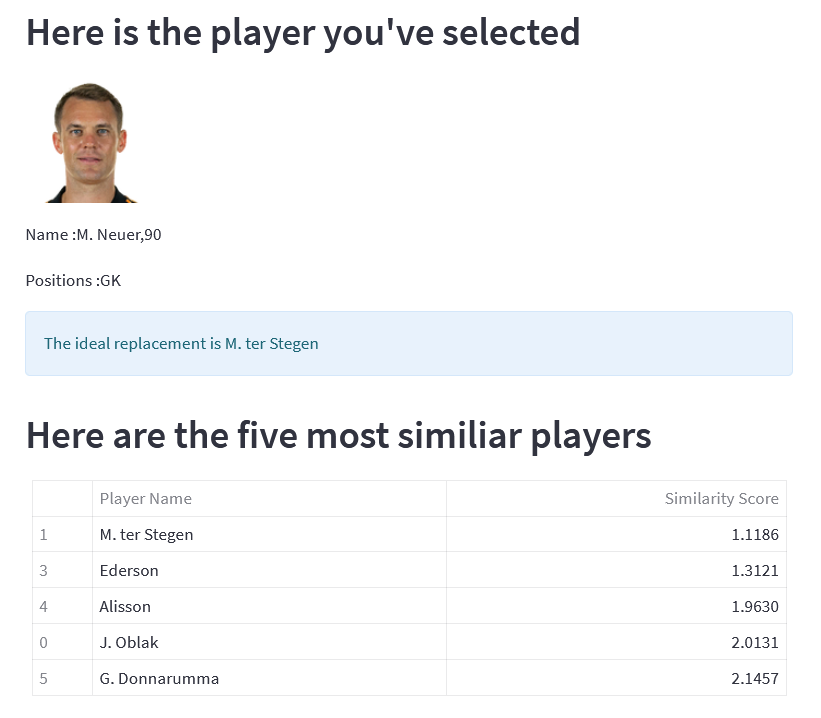 Here is the player you've selected
Name :M. Neuer,90
Positions :GK
The ideal replacement is M. ter Stegen
Here are the five most similiar players
Player Name Similarity Score
1 M. ter Stegen 1.1186
3 Ederson 1.3121
4 Alisson 1.9630
0 J. Oblak 2.0131
5 G. Donnarumma 2.1457